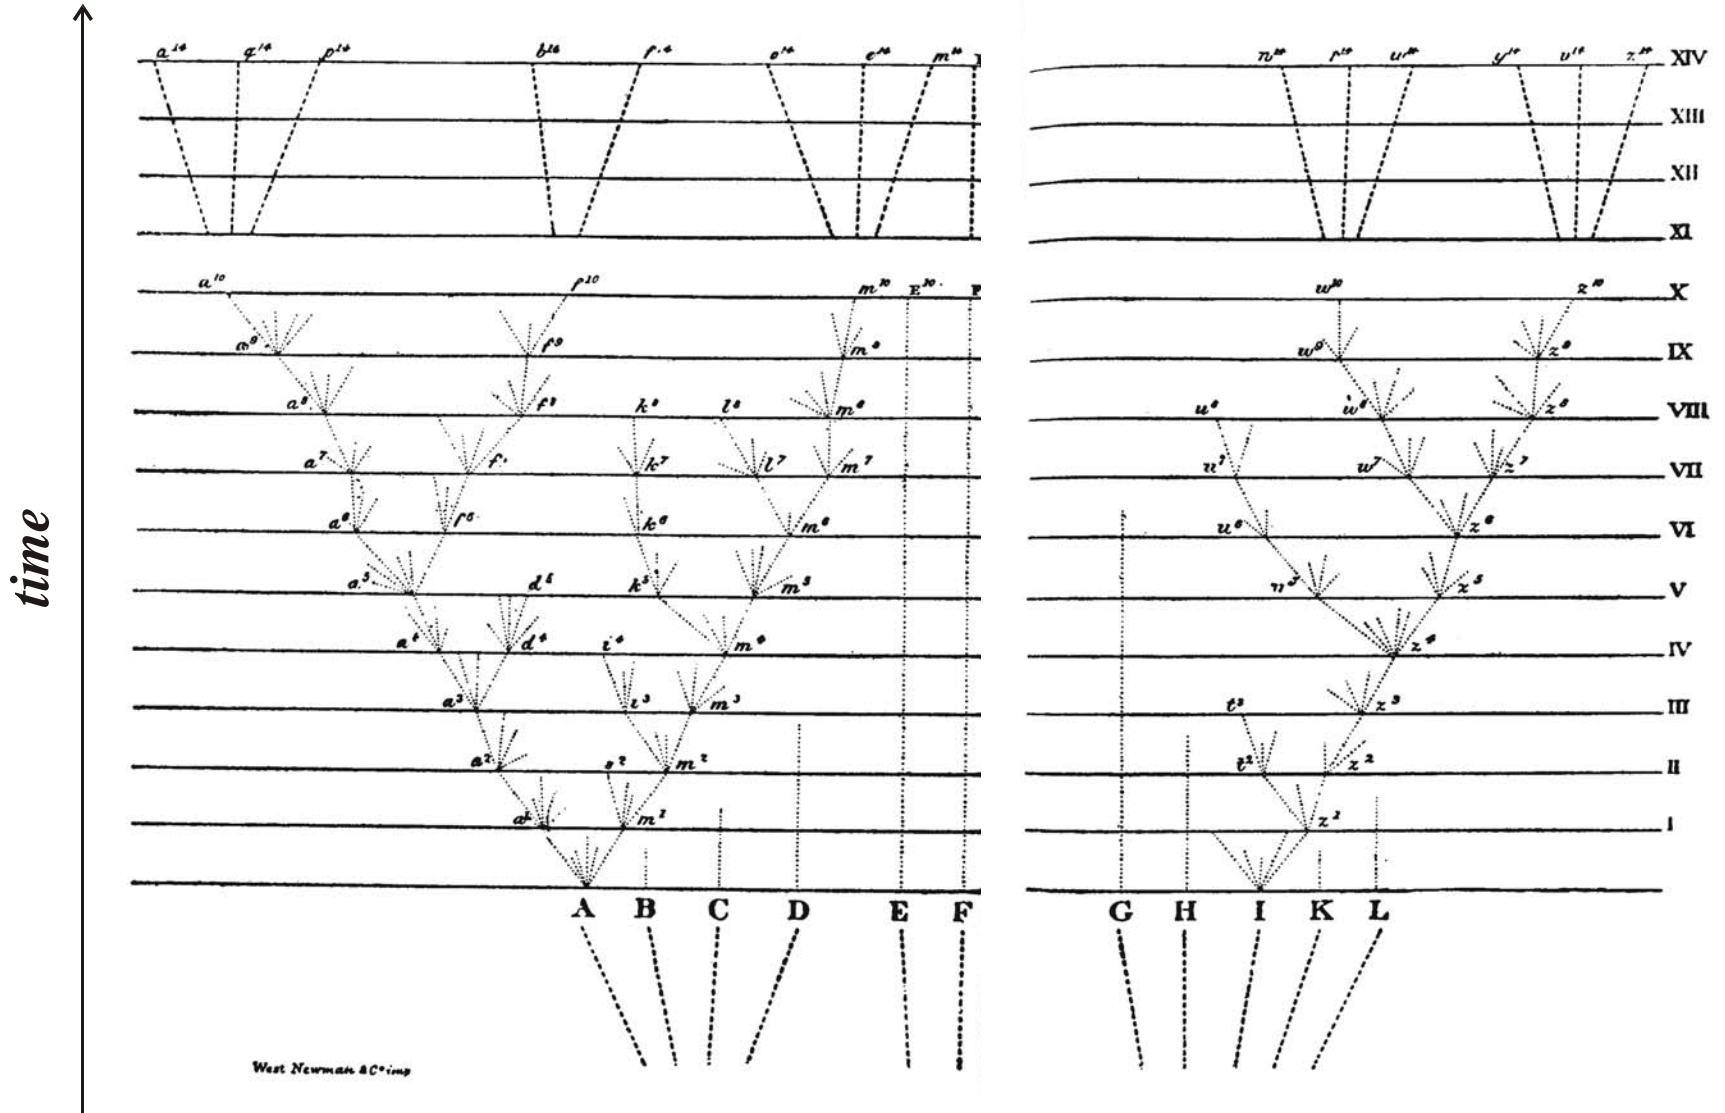 a¹⁴ q¹⁴ p¹⁴ b¹⁴ f¹⁴ o¹⁴ e¹⁴ m¹⁴ n¹⁴ r¹⁴ w¹⁴ y¹⁴ v¹⁴ z¹⁴ XIV
XIII
XII
XI
a¹⁰ f¹⁰ m¹⁰ E¹⁰ w¹⁰ z¹⁰ X
a⁹ f⁹ m⁹ w⁹ z⁹ IX
a⁸ f⁸ k⁸ l⁸ m⁸ u⁸ w⁸ z⁸ VIII
a⁷ f⁷ k⁷ l⁷ m⁷ u⁷ w⁷ z⁷ VII
a⁶ f⁶ k⁶ m⁶ u⁶ z⁶ VI
a⁵ d⁵ k⁵ m⁵ z⁵ V
a⁴ d⁴ i⁴ m⁴ z⁴ IV
a³ i³ m³ t³ z³ III
a² s² m² t² z² II
a¹ m¹ z¹ I
A B C D E F G H I K L
time
West Newman & Co imp